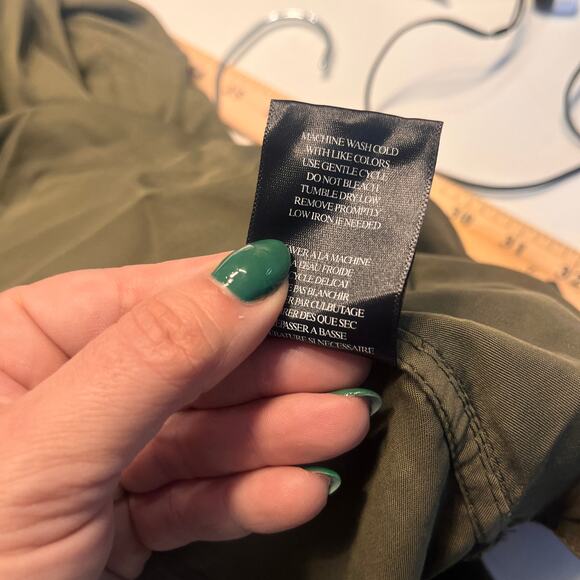 MACHINE WASH COLD
WITH LIKE COLORS
USE GENTLE CYCLE
DO NOT BLEACH
TUMBLE DRY LOW
REMOVE PROMPTLY
LOW IRON IF NEEDED
A LA MACHINE
EAU FROIDE
CYCLE DELICAT
PAS BLANCHIR
PAR CULBUTAGE
DES QUE SEC
A BASSE
SI NECESSAIRE